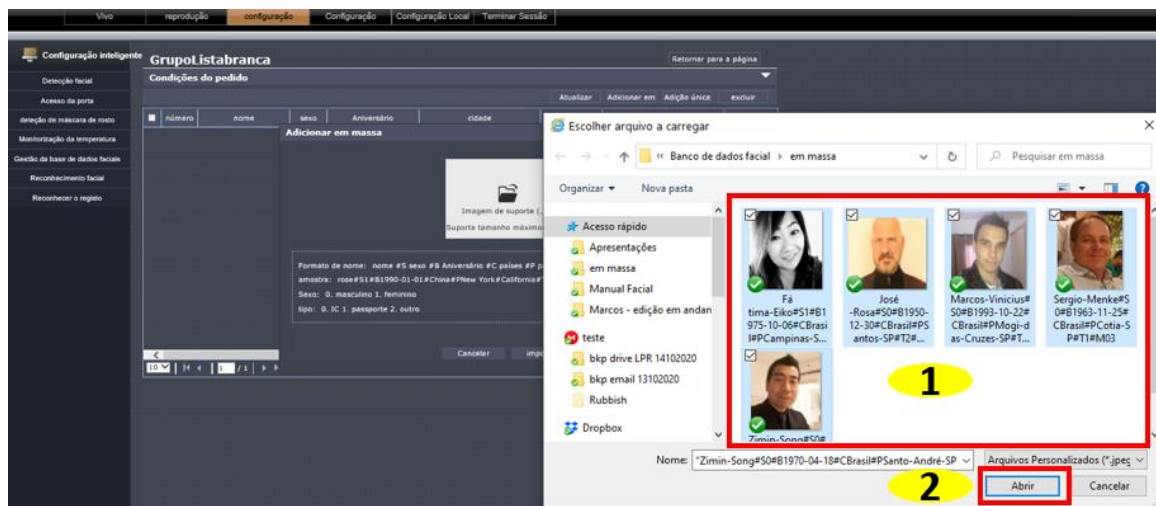 Vivo reprodução configuração Configuração Configuração Local Terminar Sessão
Configuração inteligente
Deteção facial
Acesso da porta
deteção de máscara de rosto
Monitorização da temperatura
Gestão da base de dados faciais
Reconhecimento facial
Reconhecer o registo
GrupoListabranca
Retornar para a página
Condições do pedido
Atualizar Adicionar em Adição única excluir
número nome sexo Aniversário cidade
Adicionar em massa
Imagem de suporte (.
Suporta tamanho máximo
Formato de nome: nome #S sexo #B Aniversário #C países #P p
amostra: rose#S1#B1990-01-01#China#PNew York#California#
Sexo: 0. masculino 1. feminino
tipo: 0. IC 1. passporte 2. outro
Cancelar impo
10 1 / 1
Escolher arquivo a carregar
« Banco de dados facial › em massa
Pesquisar em massa
Organizar Nova pasta
Acesso rápido
Apresentações
em massa
Manual Facial
Marcos - edição em andan
teste
bkp drive LPR 14102020
bkp email 13102020
Rubbish
Dropbox
Fá
tima-Eiko#S1#B1
975-10-06#CBrasi
l#PCampinas-S...
José
-Rosa#S0#B1950-
12-30#CBrasil#PS
antos-SP#T2#...
Marcos-Vinicius#
S0#B1993-10-22#
CBrasil#PMogi-d
as-Cruzes-SP#T...
Sergio-Menke#S
0#B1963-11-25#
CBrasil#PCotia-S
P#T1#M03
Zimin-Song#S0#
1
Nome: "Zimin-Song#S0#B1970-04-18#CBrasil#PSanto-André-SP
Arquivos Personalizados (*.jpeg
2
Abrir
Cancelar